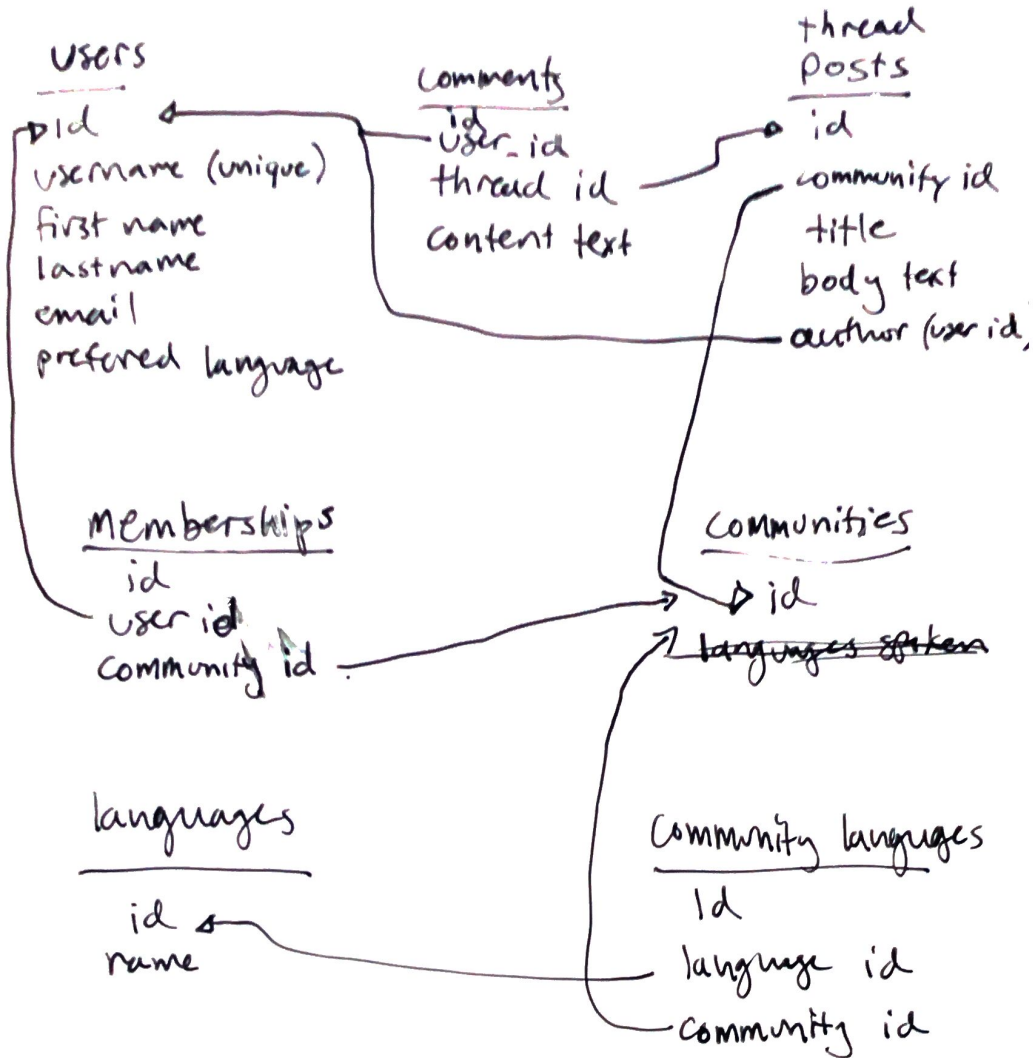 users
id
username (unique)
first name
lastname
email
prefered language
comments
id
user_id
thread id
content text
thread
posts
id
community id
title
body text
author (user id)
memberships
id
user id
community id
communities
id
languages spoken
languages
id
name
Community languges
Id
language id
community id